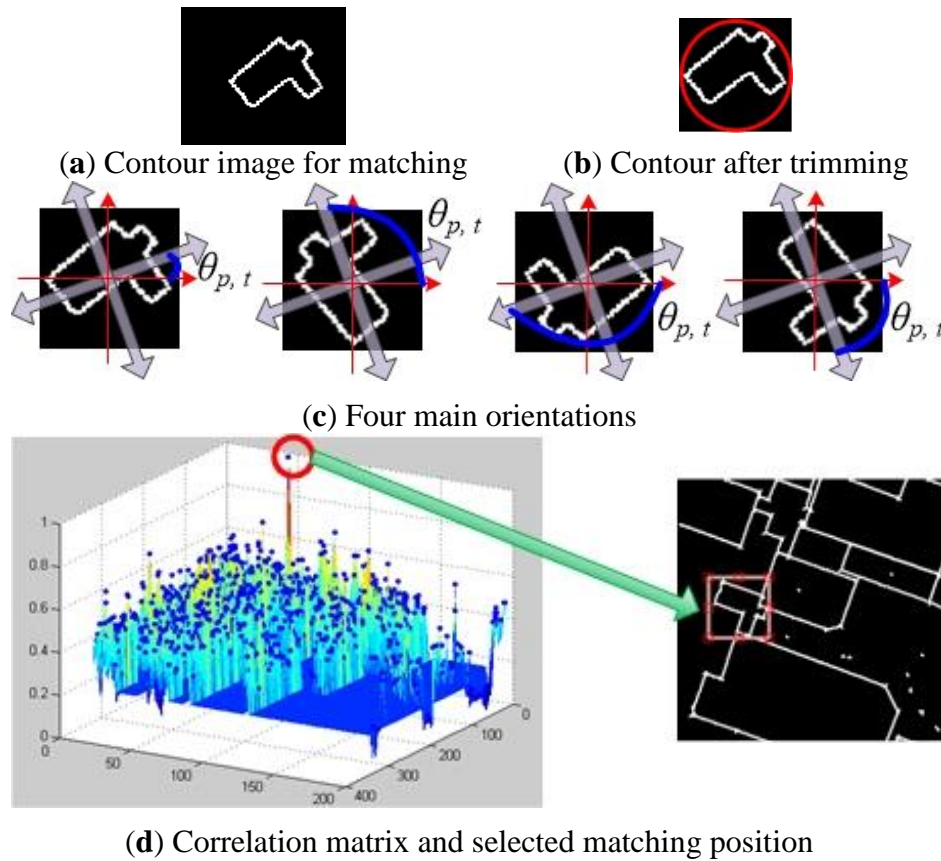 (a) Contour image for matching
(b) Contour after trimming
θp, t
θp, t
θp, t
θp, t
(c) Four main orientations
1
0.8
0.6
0.4
0.2
0
0
50
100
150
200
400
300
200
100
0
(d) Correlation matrix and selected matching position